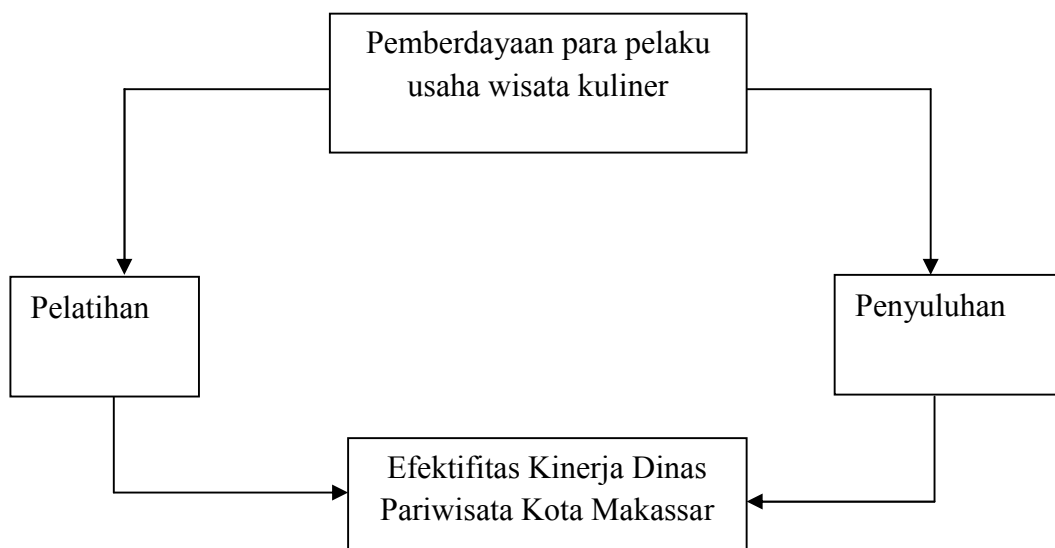 Pemberdayaan para pelaku
usaha wisata kuliner
Pelatihan
Penyuluhan
Efektifitas Kinerja Dinas
Pariwisata Kota Makassar